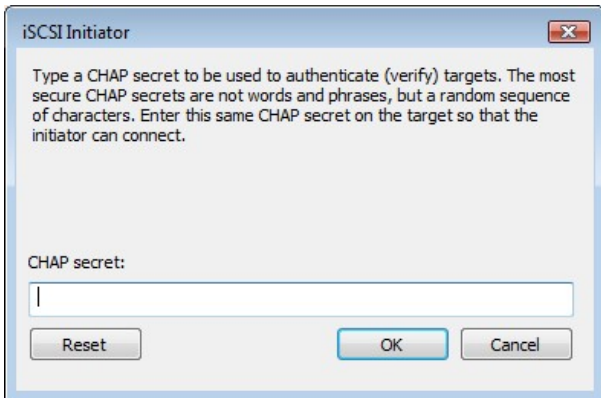 iSCSI Initiator
Type a CHAP secret to be used to authenticate (verify) targets. The most
secure CHAP secrets are not words and phrases, but a random sequence
of characters. Enter this same CHAP secret on the target so that the
initiator can connect.
CHAP secret:
Reset OK Cancel